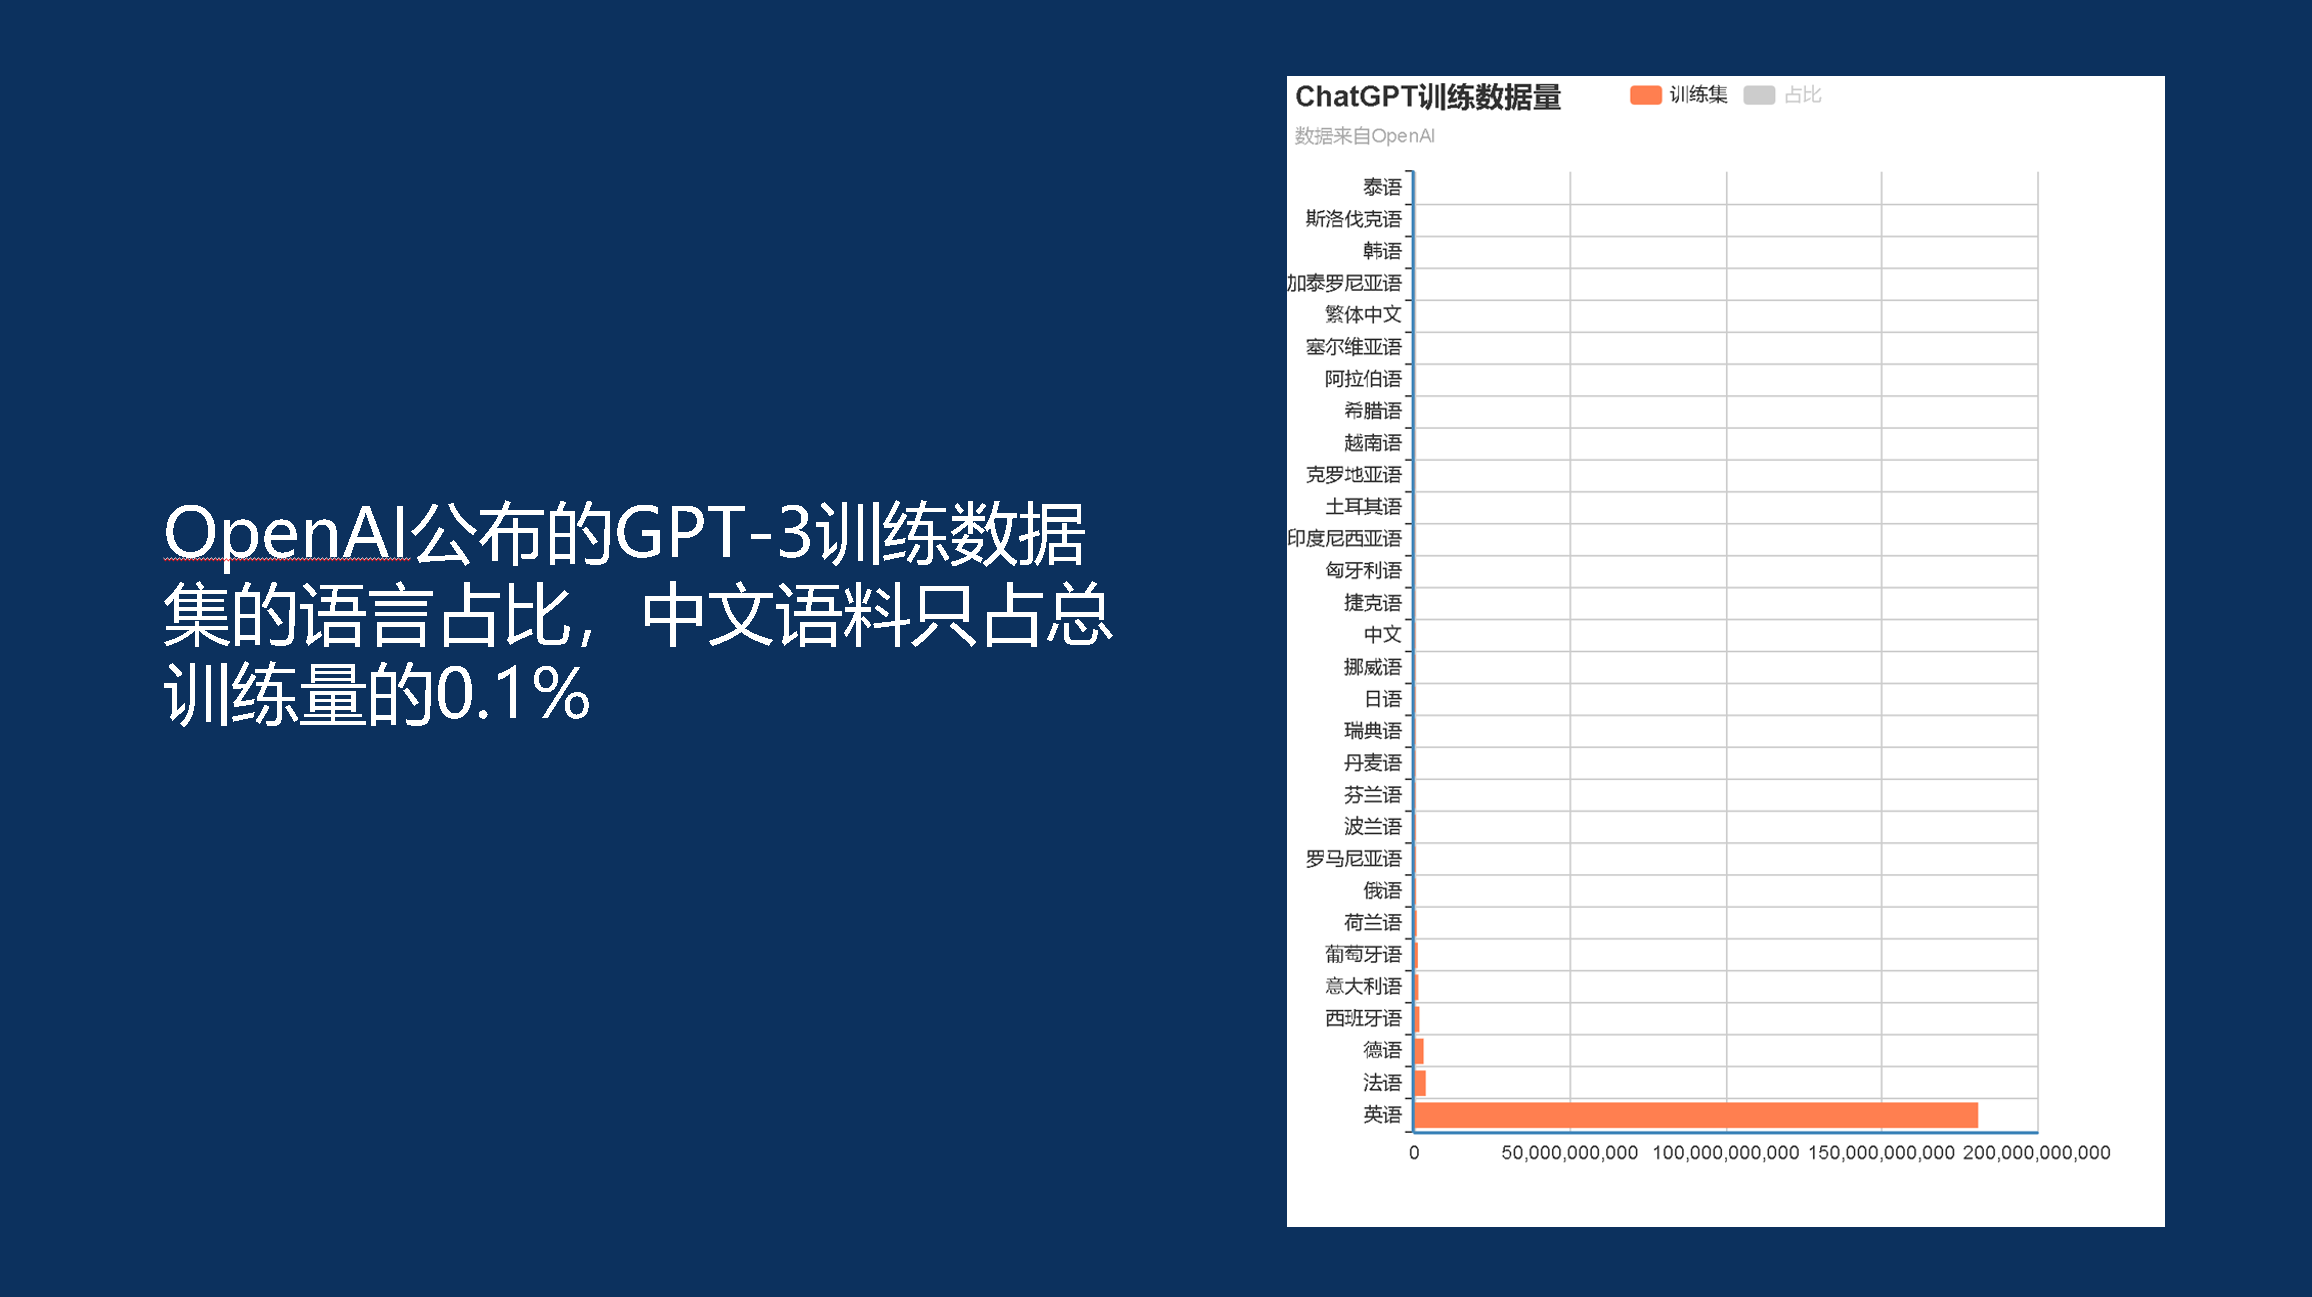 OpenAI公布的GPT-3训练数据
集的语言占比，中文语料只占总
训练量的0.1%
ChatGPT训练数据量
训练集
占比
数据来自OpenAI
泰语
斯洛伐克语
韩语
加泰罗尼亚语
繁体中文
塞尔维亚语
阿拉伯语
希腊语
越南语
克罗地亚语
土耳其语
印度尼西亚语
匈牙利语
捷克语
中文
挪威语
日语
瑞典语
丹麦语
芬兰语
波兰语
罗马尼亚语
俄语
荷兰语
葡萄牙语
意大利语
西班牙语
德语
法语
英语
0 50,000,000,000 100,000,000,000 150,000,000,000 200,000,000,000